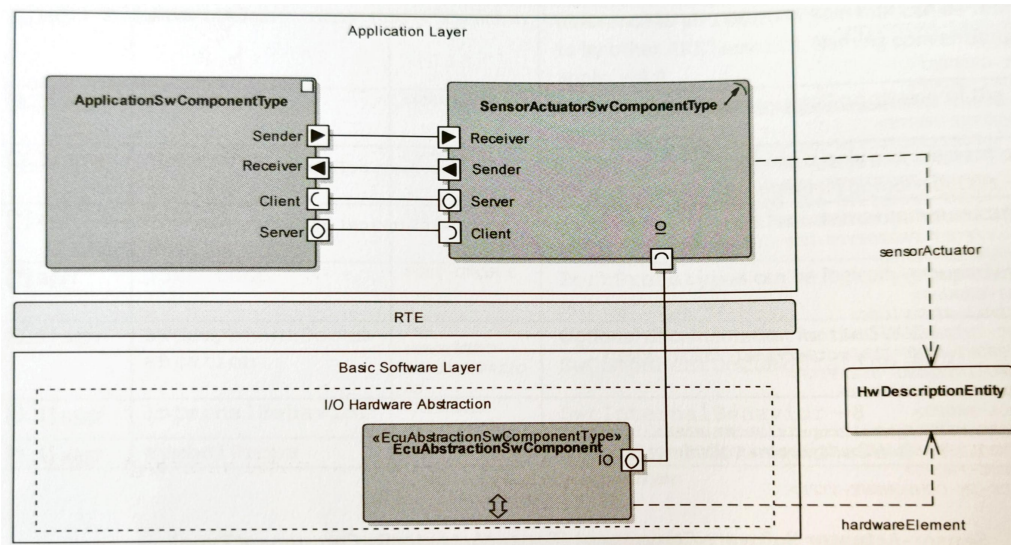 Application Layer
ApplicationSwComponentType
SensorActuatorSwComponentType
Sender
Receiver
Receiver
Sender
Client
Server
Server
Client
IO
sensorActuator
RTE
Basic Software Layer
I/O Hardware Abstraction
«EcuAbstractionSwComponentType»
EcuAbstractionSwComponent
IO
HwDescriptionEntity
hardwareElement